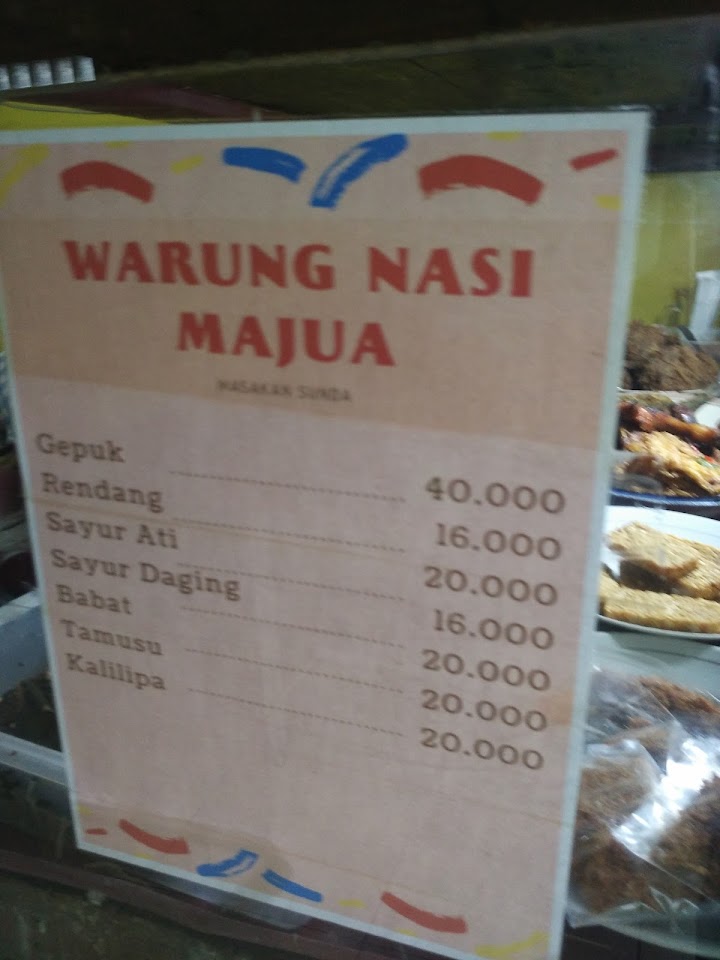 WARUNG NASI
MAJUA
MASAKAN SUNDA
Gepuk 40.000
Rendang 16.000
Sayur Ati 20.000
Sayur Daging 16.000
Babat 20.000
Tamusu 20.000
Kalilipa 20.000